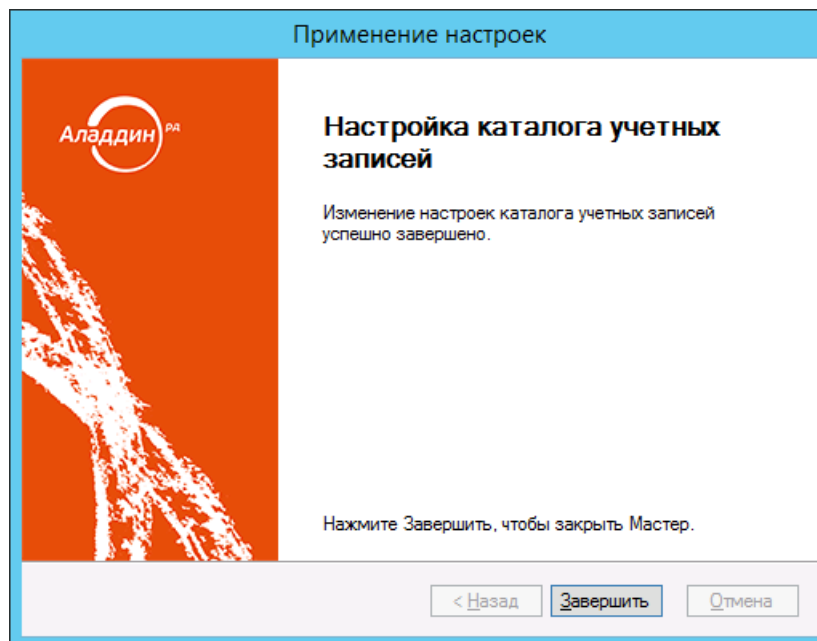 Применение настроек
Аладдин РД
Настройка каталога учетных
записей
Изменение настроек каталога учетных записей
успешно завершено.
Нажмите Завершить, чтобы закрыть Мастер.
< Назад Завершить Отмена